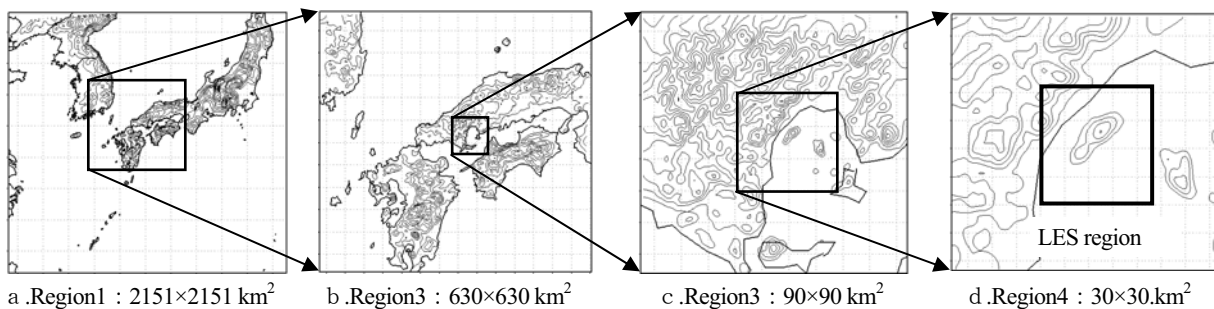 LES region
ａ.Region1：2151×2151 km²
ｂ.Region3：630×630 km²
ｃ.Region3：90×90 km²
ｄ.Region4：30×30.km²